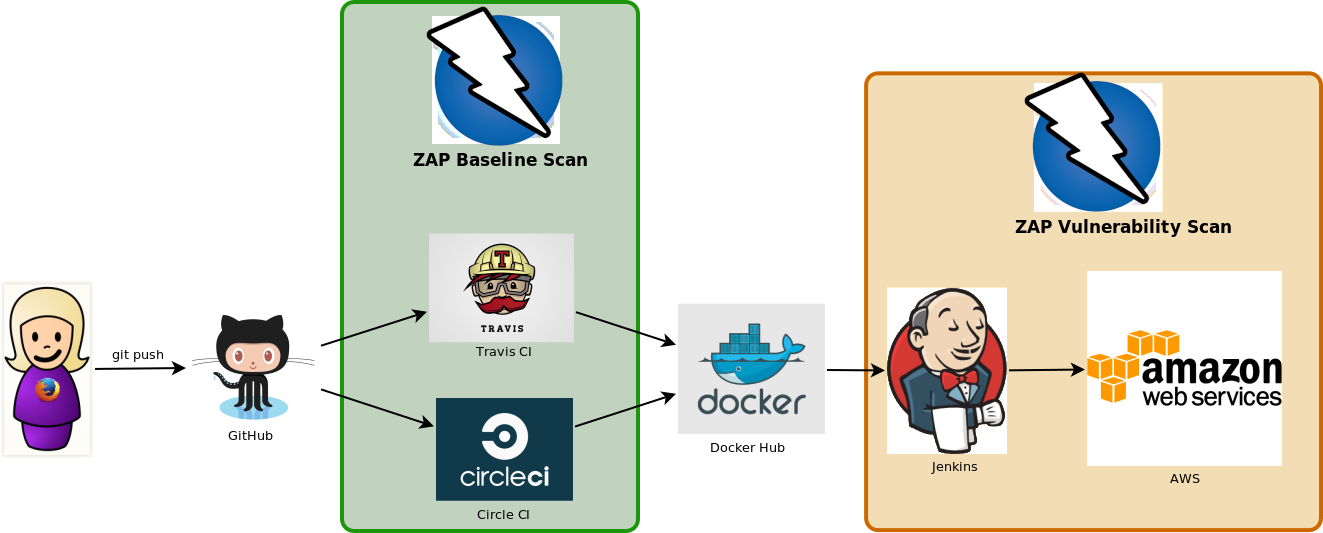 ZAP Baseline Scan
ZAP Vulnerability Scan
git push
GitHub
T
TRAVIS
Travis CI
circleci
Circle CI
docker
Docker Hub
Jenkins
amazon
web services
AWS